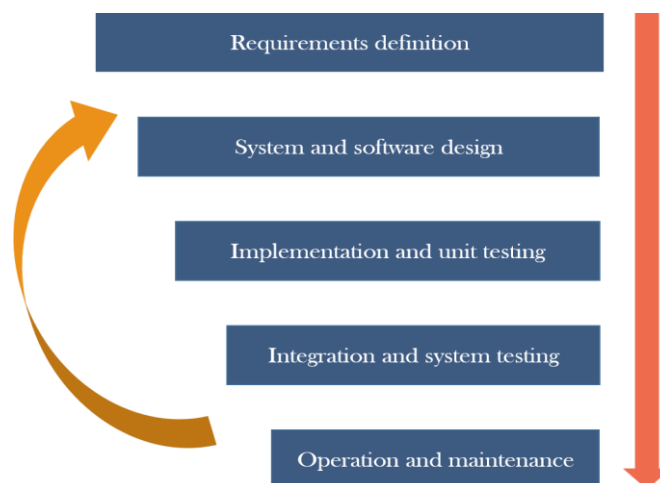 Requirements definition
System and software design
Implementation and unit testing
Integration and system testing
Operation and maintenance